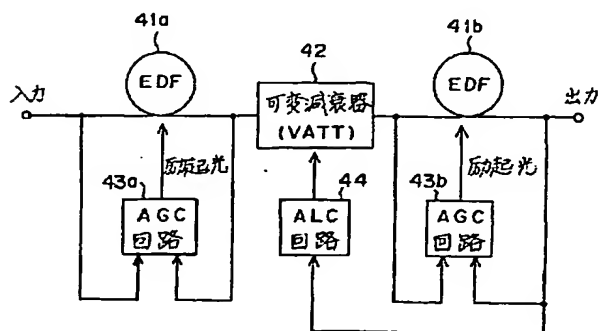 41a
41b
EDF
42
EDF
入力
可変減衰器
(VATT)
出力
励起光
励起光
43a
AGC
回路
44
ALC
回路
43b
AGC
回路